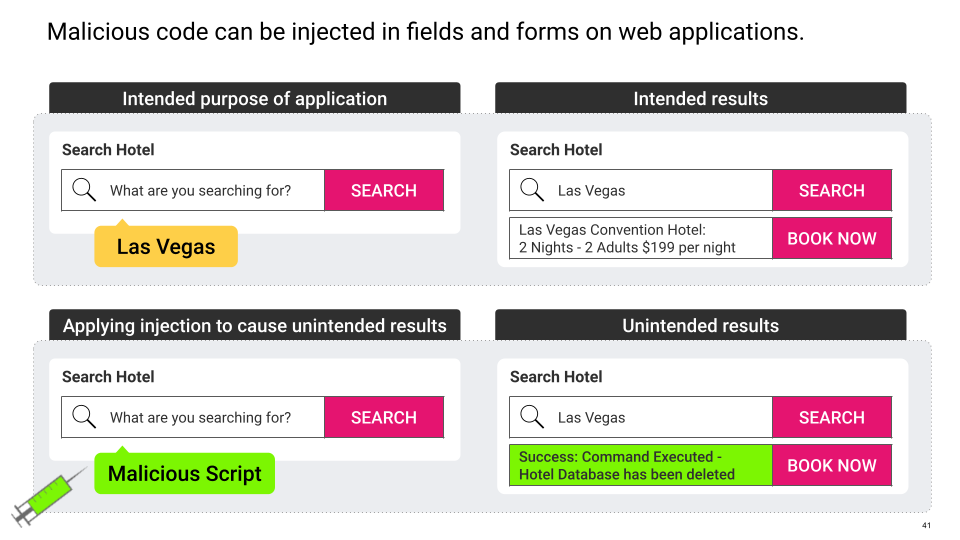 Malicious code can be injected in fields and forms on web applications.
Intended purpose of application
Search Hotel
What are you searching for?
SEARCH
Las Vegas
Intended results
Search Hotel
Las Vegas
SEARCH
Las Vegas Convention Hotel:
2 Nights - 2 Adults $199 per night
BOOK NOW
Applying injection to cause unintended results
Search Hotel
What are you searching for?
SEARCH
Malicious Script
Unintended results
Search Hotel
Las Vegas
SEARCH
Success: Command Executed -
Hotel Database has been deleted
BOOK NOW
41